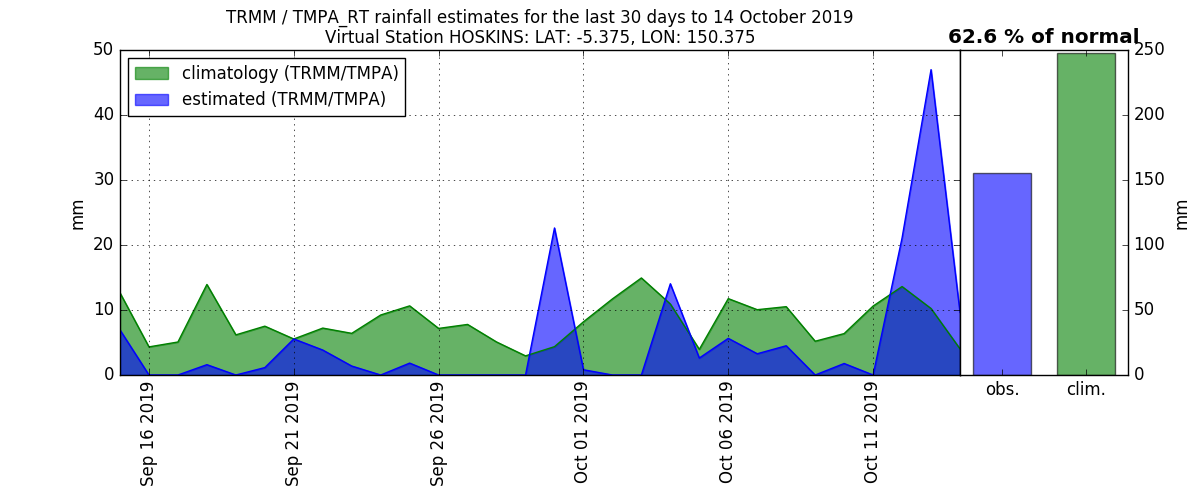 TRMM / TMPA_RT rainfall estimates for the last 30 days to 14 October 2019
Virtual Station HOSKINS: LAT: -5.375, LON: 150.375
62.6 % of normal
climatology (TRMM/TMPA)
estimated (TRMM/TMPA)
50
40
30
20
10
0
mm
Sep 16 2019
Sep 21 2019
Sep 26 2019
Oct 01 2019
Oct 06 2019
Oct 11 2019
obs.
clim.
250
200
150
100
50
0
mm